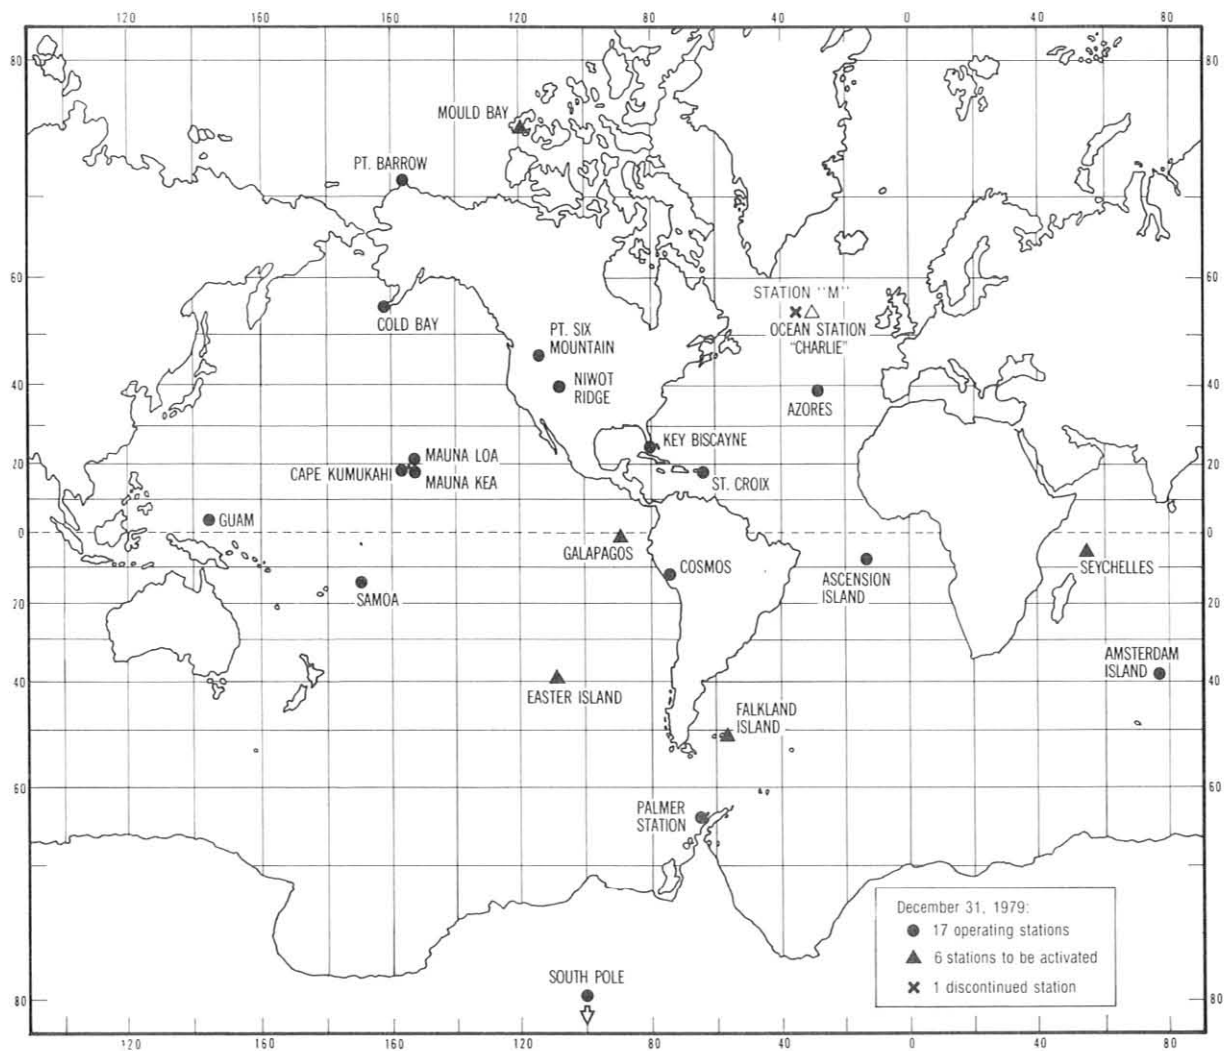 120 160 160 120 80 40 0 40 80
80 80
MOULD BAY
PT. BARROW
60 60
STATION "M"
COLD BAY
OCEAN STATION
"CHARLIE"
PT. SIX
MOUNTAIN
NIWOT
RIDGE
40 40
AZORES
KEY BISCAYNE
MAUNA LOA
20 20
CAPE KUMUKAHI
MAUNA KEA
ST. CROIX
GUAM
0 0
GALAPAGOS
COSMOS
SEYCHELLES
ASCENSION
ISLAND
SAMOA
20 20
AMSTERDAM
ISLAND
40 40
EASTER ISLAND
FALKLAND
ISLAND
60 60
PALMER
STATION
December 31, 1979:
17 operating stations
6 stations to be activated
1 discontinued station
SOUTH POLE
80 80
120 160 160 120 80 40 0 40 80